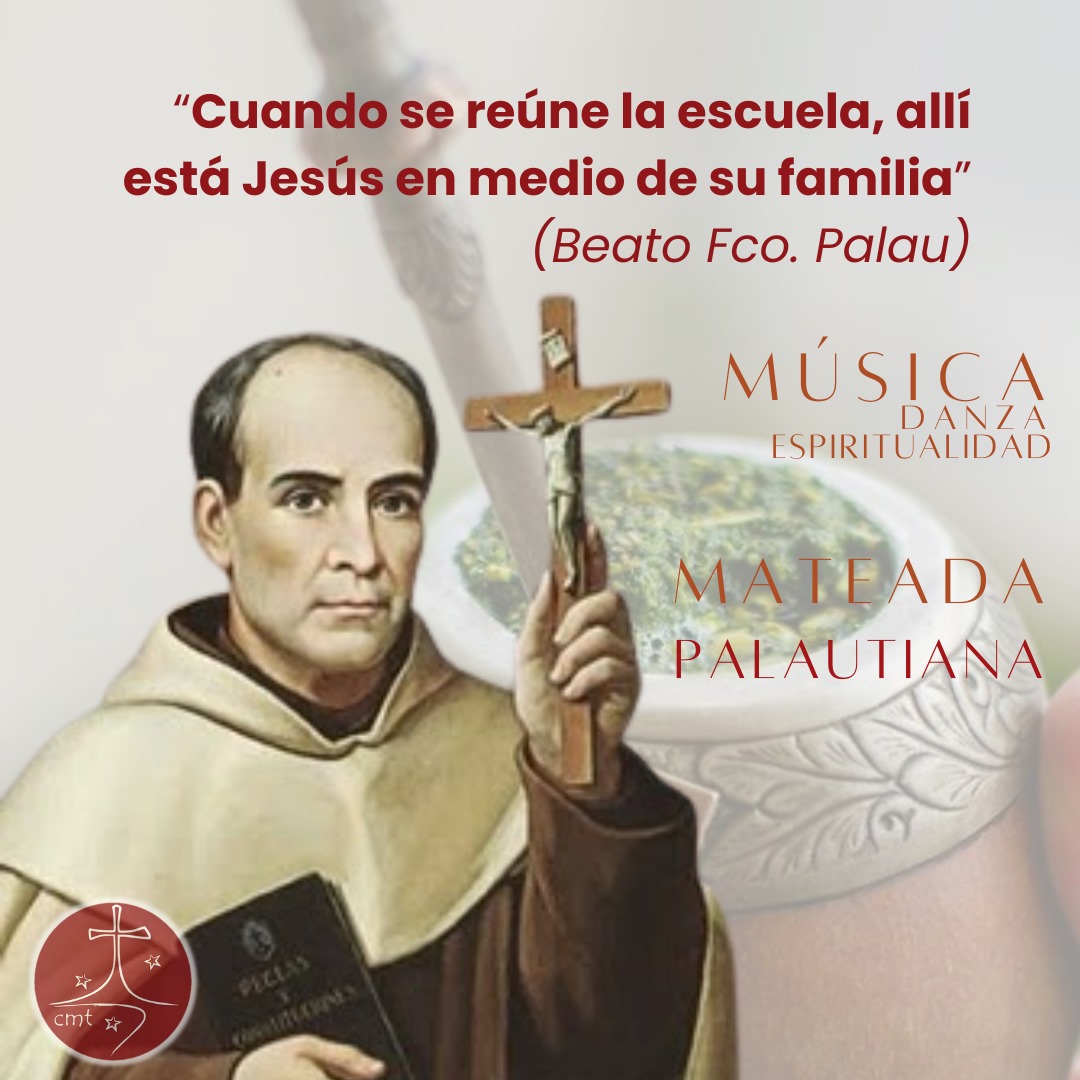 “Cuando se reúne la escuela, allí
está Jesús en medio de su familia”
(Beato Fco. Palau)
MÚSICA
DANZA
ESPIRITUALIDAD
MATEADA
PALAUTIANA
REGLAS
Y
CONSTITUCIONES
cmt